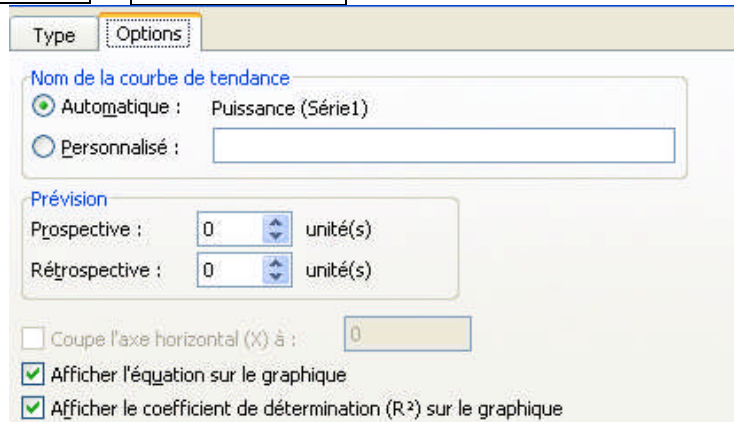 Type Options
Nom de la courbe de tendance
Automatique : Puissance (Série1)
Personnalisé :
Prévision
Prospective : 0 unité(s)
Rétrospective : 0 unité(s)
Coupe l'axe horizontal (X) à : 0
Afficher l'équation sur le graphique
Afficher le coefficient de détermination (R²) sur le graphique